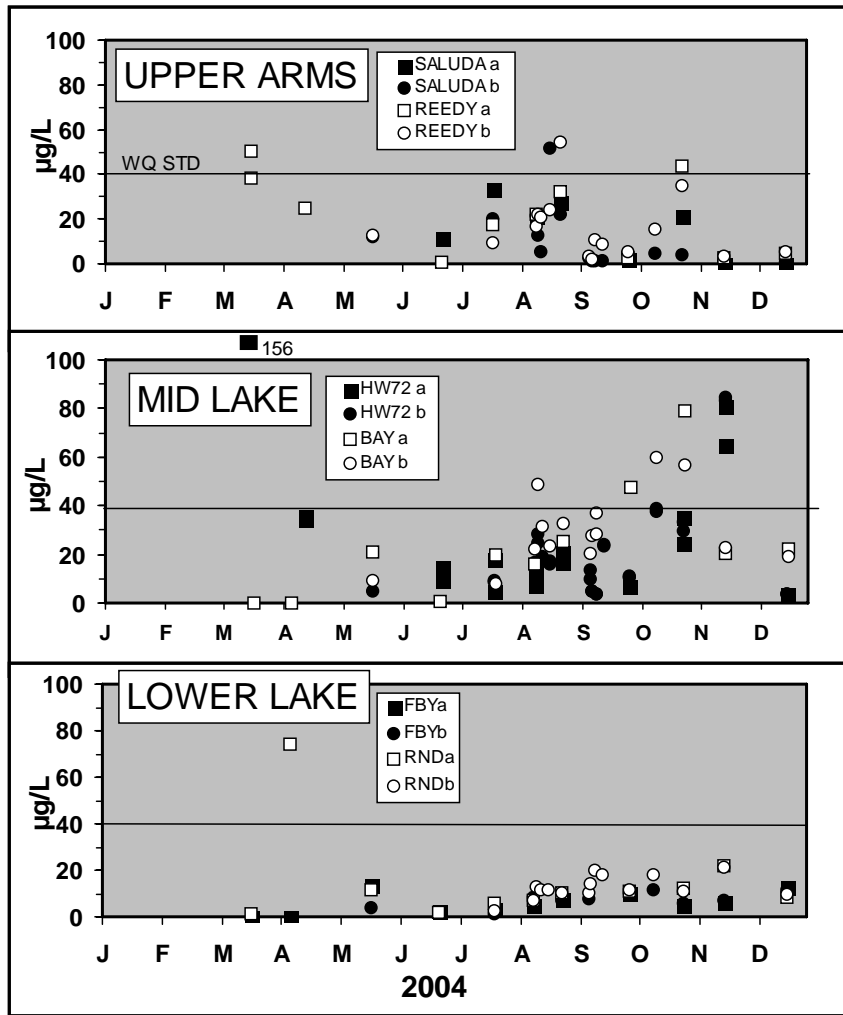 100
80
60
40
20
0
µg/L
UPPER ARMS
SALUDA a
SALUDA b
REEDY a
REEDY b
WQ STD
J F M A M J J A S O N D
156
100
80
60
40
20
0
µg/L
MID LAKE
HW72 a
HW72 b
BAY a
BAY b
J F M A M J J A S O N D
100
80
60
40
20
0
µg/L
LOWER LAKE
FBYa
FBYb
RNDa
RNDb
J F M A M J J A S O N D
2004